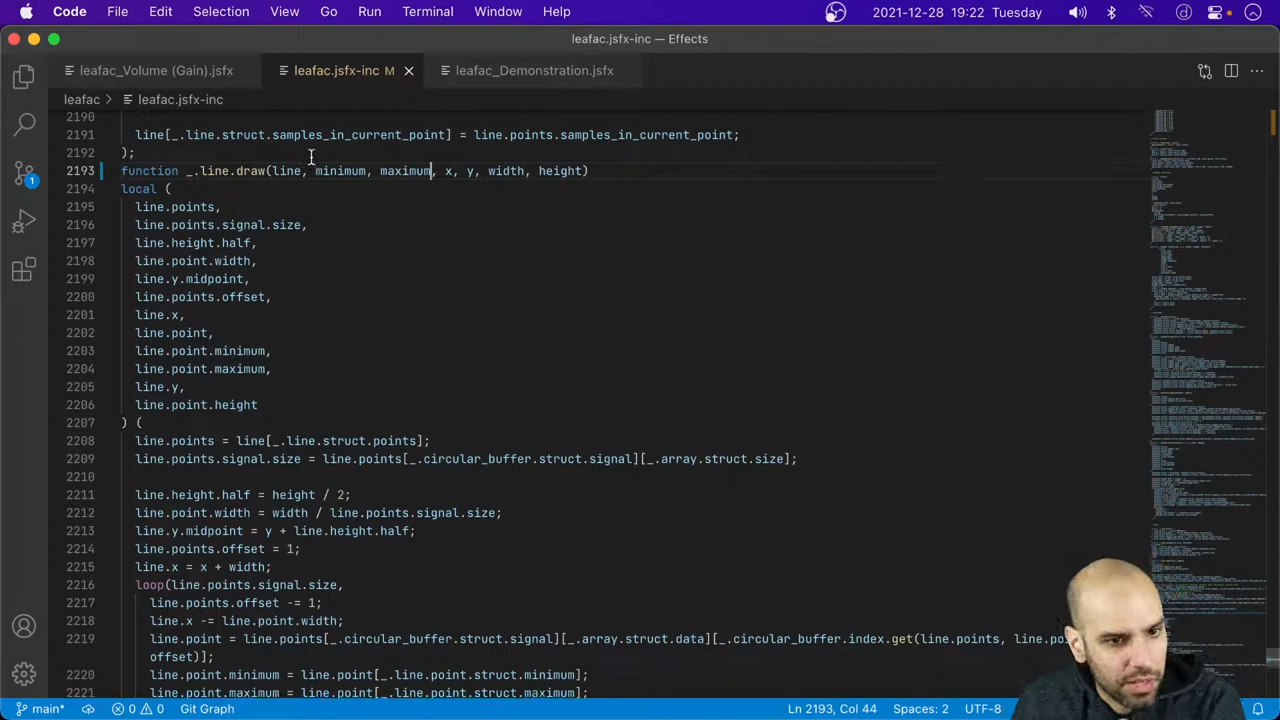 Code File Edit Selection View Go Run Terminal Window Help 2021-12-28 19:22 Tuesday
leafac.jsfx-inc — Effects
leafac_Volume (Gain).jsfx leafac.jsfx-inc M leafac_Demonstration.jsfx
leafac > leafac.jsfx-inc
2190
2191 line[_.line.struct.samples_in_current_point] = line.points.samples_in_current_point;
2192 );
2193 function _.line.draw(line, minimum, maximum, x, y, width, height)
2194 local (
2195 line.points,
2196 line.points.signal.size,
2197 line.height.half,
2198 line.point.width,
2199 line.y.midpoint,
2200 line.points.offset,
2201 line.x,
2202 line.point,
2203 line.point.minimum,
2204 line.point.maximum,
2205 line.y,
2206 line.point.height
2207 ) (
2208 line.points = line[_.line.struct.points];
2209 line.points.signal.size = line.points[_.circular_buffer.struct.signal][_.array.struct.size];
2210
2211 line.height.half = height / 2;
2212 line.point.width = width / line.points.signal.size;
2213 line.y.midpoint = y + line.height.half;
2214 line.points.offset = 1;
2215 line.x = x + width;
2216 loop(line.points.signal.size,
2217 line.points.offset -= 1;
2218 line.x -= line.point.width;
2219 line.point = line.points[_.circular_buffer.struct.signal][_.array.struct.data][_.circular_buffer.index.get(line.points, line.po
offset)];
2220 line.point.minimum = line.point[_.line.point.struct.minimum];
2221 line.point.maximum = line.point[_.line.point.struct.maximum];
1
main* 0 0 Git Graph Ln 2193, Col 44 Spaces: 2 UTF-8